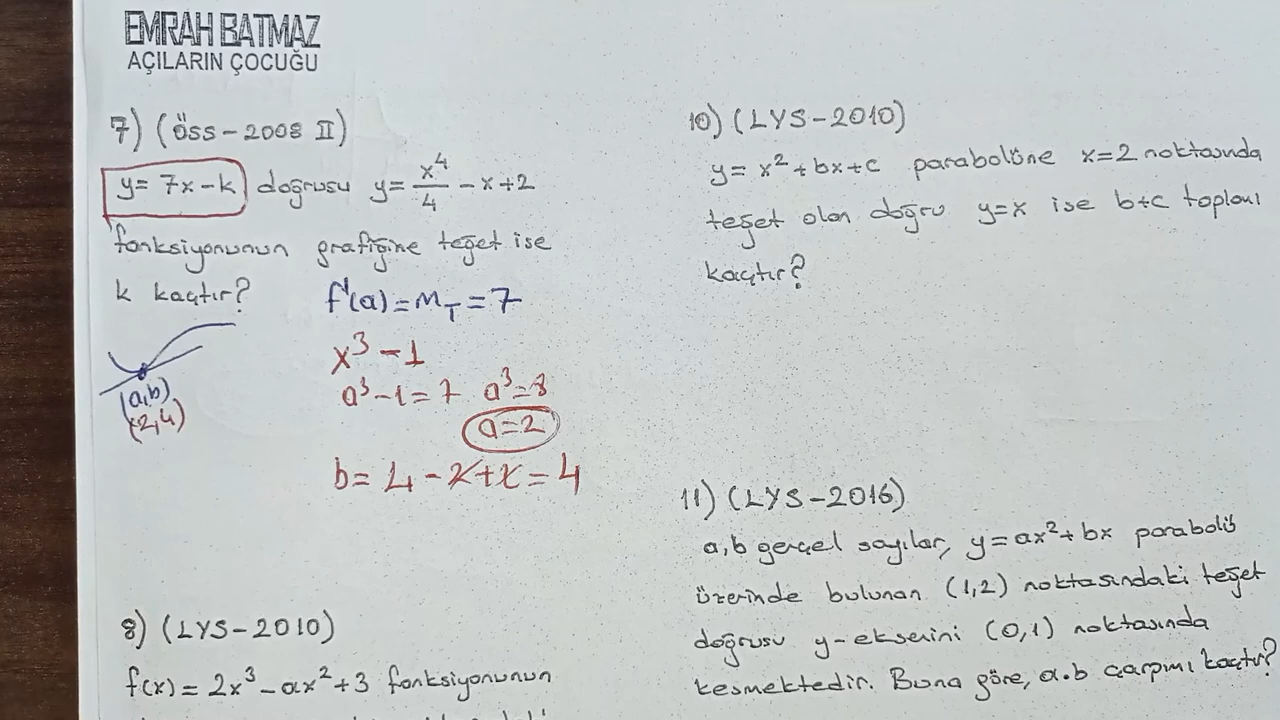 EMRAH BATMAZ
AÇILARIN ÇOCUĞU
7) (ÖSS-2008 II)
y= 7x-k doğrusu y= x⁴/4 -x+2
fonksiyonunun grafiğine teğet ise
k kaçtır?
f'(a)=m_T=7
x³-1
a³-1=7 a³=8
a=2
(a,b)
(2,4)
b= 4-2+2=4
8) (LYS-2010)
f(x)= 2x³-ax²+3 fonksiyonunun
10) (LYS-2010)
y= x²+bx+c parabolüne x=2 noktasında
teğet olan doğru y=x ise b+c toplamı
kaçtır?
11) (LYS-2016)
a,b gerçel sayılar, y=ax²+bx parabolü
üzerinde bulunan (1,2) noktasındaki teğet
doğrusu y-eksenini (0,1) noktasında
kesmektedir. Buna göre, a.b çarpımı kaçtır?